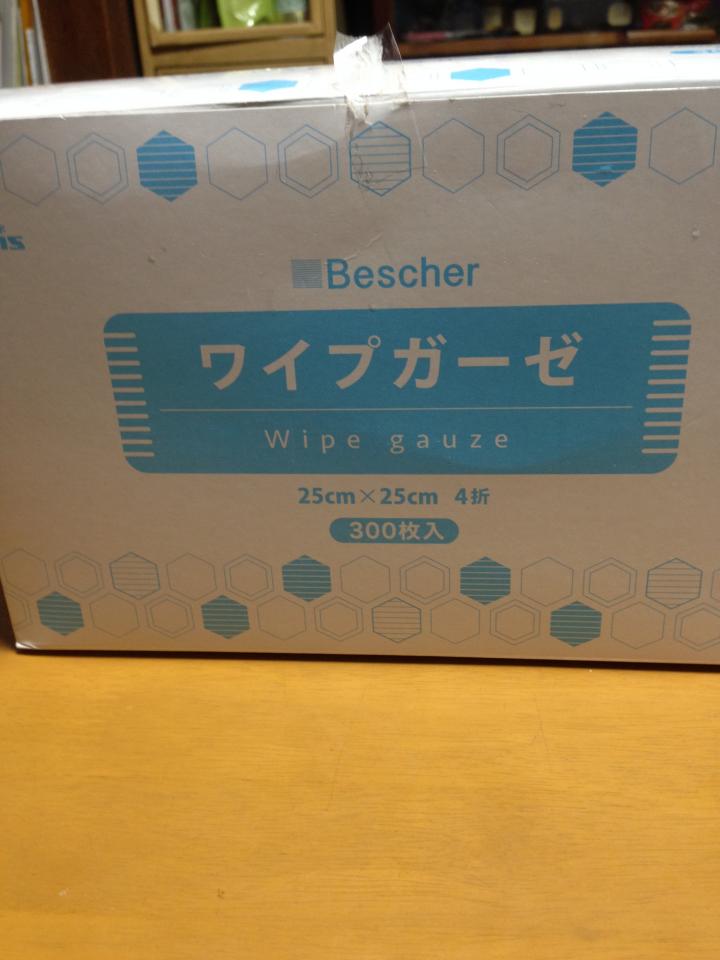 Bescher
ワイプガーゼ
Wipe gauze
25cm×25cm 4折
300枚入